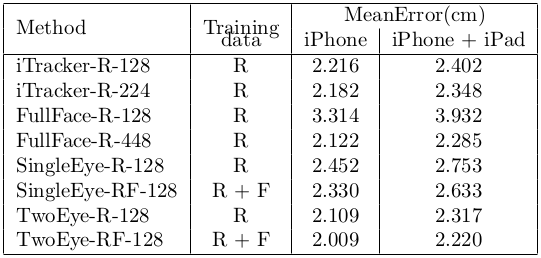 Method Training data MeanError(cm)
iPhone iPhone + iPad
iTracker-R-128 R 2.216 2.402
iTracker-R-224 R 2.182 2.348
FullFace-R-128 R 3.314 3.932
FullFace-R-448 R 2.122 2.285
SingleEye-R-128 R 2.452 2.753
SingleEye-RF-128 R + F 2.330 2.633
TwoEye-R-128 R 2.109 2.317
TwoEye-RF-128 R + F 2.009 2.220